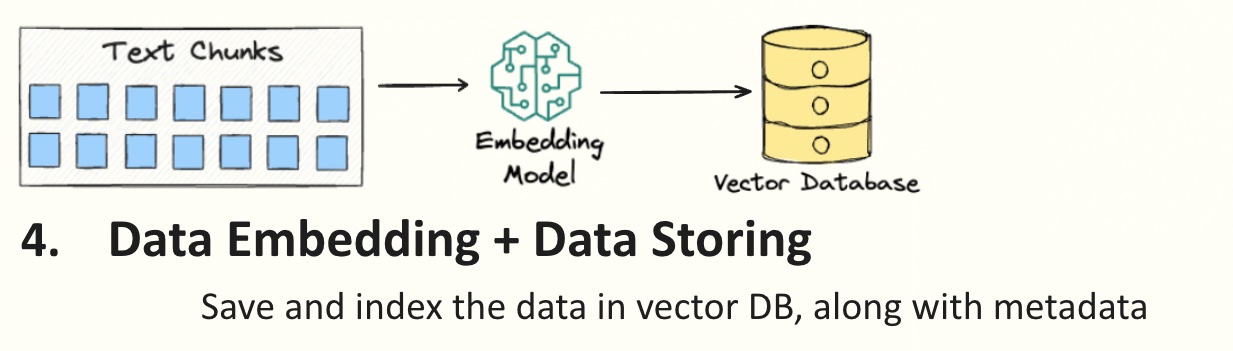 Text Chunks
Embedding
Model
Vector Database
4. Data Embedding + Data Storing
Save and index the data in vector DB, along with metadata